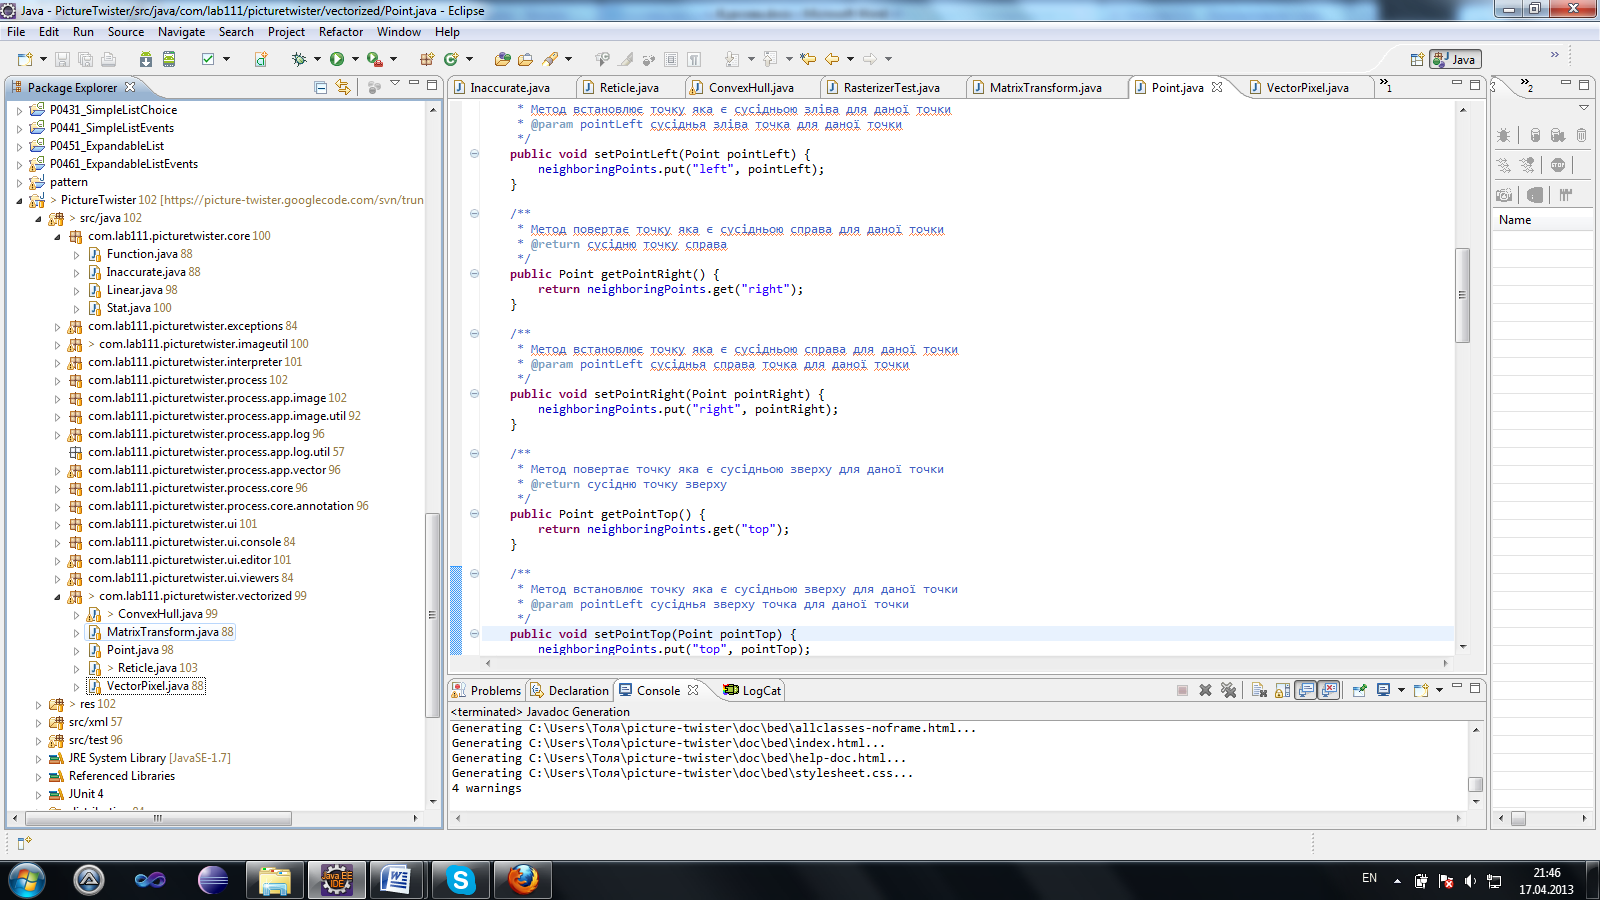 Java - PictureTwister/src/java/com/lab111/picturetwister/vectorized/Point.java - Eclipse
File Edit Run Source Navigate Search Project Refactor Window Help
Java
Package Explorer
P0431_SimpleListChoice
P0441_SimpleListEvents
P0451_ExpandableList
P0461_ExpandableListEvents
pattern
> PictureTwister 102 [https://picture-twister.googlecode.com/svn/trun
> src/java 102
com.lab111.picturetwister.core 100
Function.java 88
Inaccurate.java 88
Linear.java 98
Stat.java 100
com.lab111.picturetwister.exceptions 84
> com.lab111.picturetwister.imageutil 100
com.lab111.picturetwister.interpreter 101
com.lab111.picturetwister.process 102
com.lab111.picturetwister.process.app.image 102
com.lab111.picturetwister.process.app.image.util 92
com.lab111.picturetwister.process.app.log 96
com.lab111.picturetwister.process.app.log.util 57
com.lab111.picturetwister.process.app.vector 96
com.lab111.picturetwister.process.core 96
com.lab111.picturetwister.process.core.annotation 96
com.lab111.picturetwister.ui 101
com.lab111.picturetwister.ui.console 84
com.lab111.picturetwister.ui.editor 101
com.lab111.picturetwister.ui.viewers 84
> com.lab111.picturetwister.vectorized 99
> ConvexHull.java 99
MatrixTransform.java 88
Point.java 98
> Reticle.java 103
VectorPixel.java 88
> res 102
src/xml 57
src/test 96
JRE System Library [JavaSE-1.7]
Referenced Libraries
JUnit 4
Inaccurate.java Reticle.java ConvexHull.java RasterizerTest.java MatrixTransform.java Point.java VectorPixel.java »1
* Метод встановлює точку яка є сусідньою зліва для даної точки
* @param pointLeft сусіднья зліва точка для даної точки
*/
public void setPointLeft(Point pointLeft) {
neighboringPoints.put("left", pointLeft);
}
/**
* Метод повертає точку яка є сусідньою справа для даної точки
* @return сусідню точку справа
*/
public Point getPointRight() {
return neighboringPoints.get("right");
}
/**
* Метод встановлює точку яка є сусідньою справа для даної точки
* @param pointLeft сусіднья справа точка для даної точки
*/
public void setPointRight(Point pointRight) {
neighboringPoints.put("right", pointRight);
}
/**
* Метод повертає точку яка є сусідньою зверху для даної точки
* @return сусідню точку зверху
*/
public Point getPointTop() {
return neighboringPoints.get("top");
}
/**
* Метод встановлює точку яка є сусідньою зверху для даної точки
* @param pointLeft сусіднья зверху точка для даної точки
*/
public void setPointTop(Point pointTop) {
neighboringPoints.put("top", pointTop);
»2
Name
Problems Declaration Console LogCat
<terminated> Javadoc Generation
Generating C:\Users\Толя\picture-twister\doc\bed\allclasses-noframe.html...
Generating C:\Users\Толя\picture-twister\doc\bed\index.html...
Generating C:\Users\Толя\picture-twister\doc\bed\help-doc.html...
Generating C:\Users\Толя\picture-twister\doc\bed\stylesheet.css...
4 warnings
Java EE
IDE
EN
21:46
17.04.2013